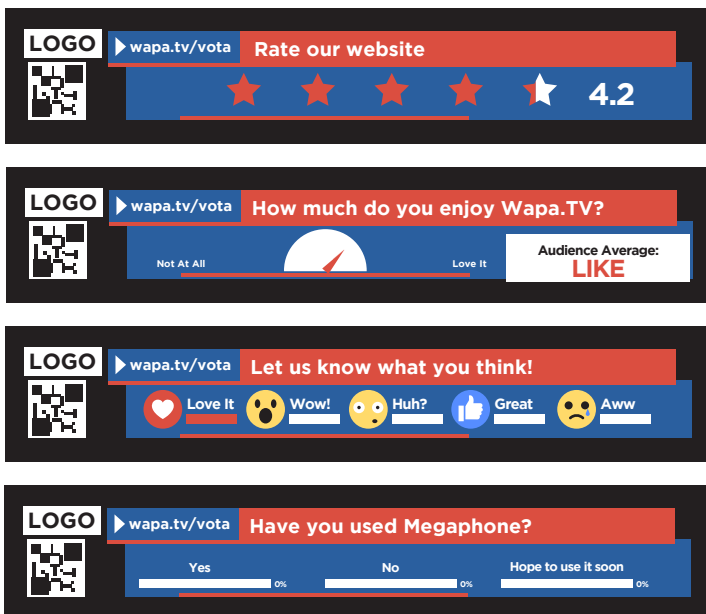 LOGO
wapa.tv/vota
Rate our website
4.2
LOGO
wapa.tv/vota
How much do you enjoy Wapa.TV?
Not At All
Love It
Audience Average:
LIKE
LOGO
wapa.tv/vota
Let us know what you think!
Love It
Wow!
Huh?
Great
Aww
LOGO
wapa.tv/vota
Have you used Megaphone?
Yes
No
Hope to use it soon
0%
0%
0%